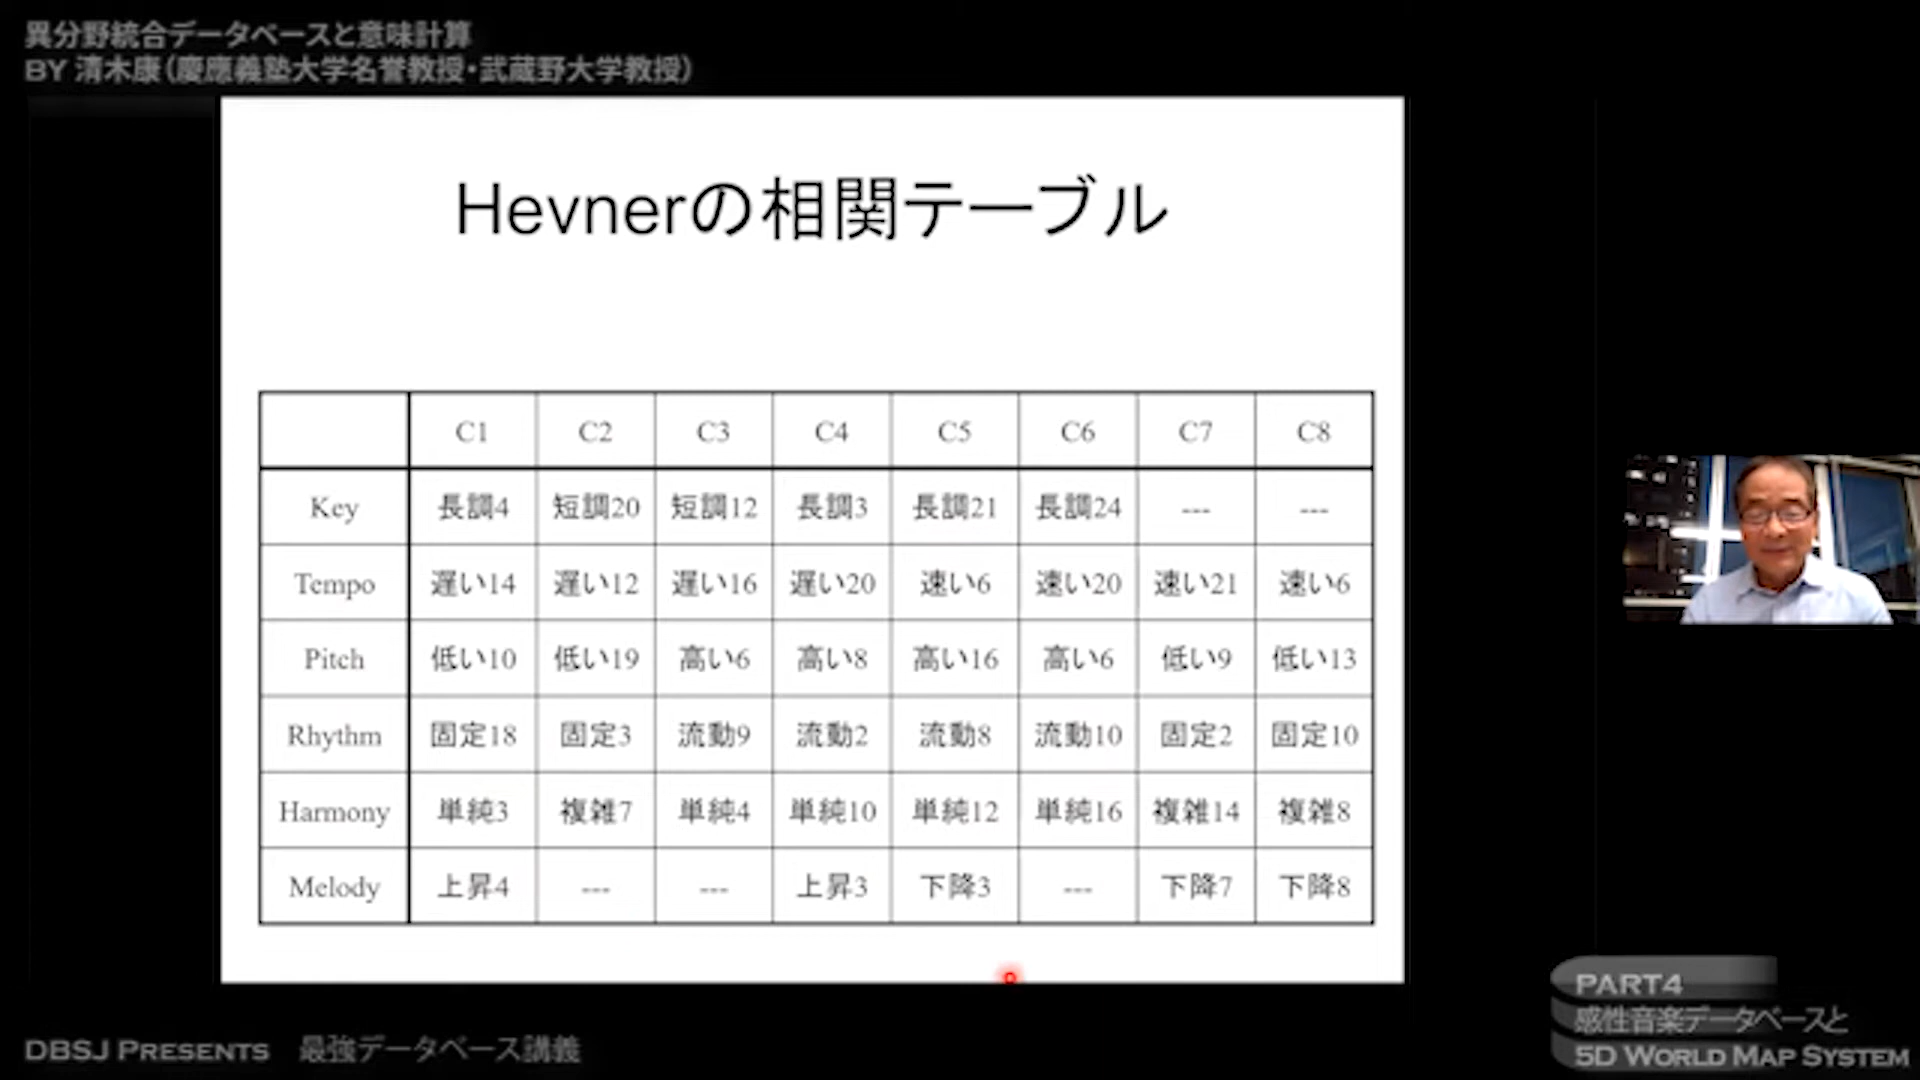 異分野統合データベースと意味計算
BY 清木康（慶應義塾大学名誉教授・武蔵野大学教授）
Hevnerの相関テーブル
C1 C2 C3 C4 C5 C6 C7 C8
Key 長調4 短調20 短調12 長調3 長調21 長調24 --- ---
Tempo 遅い14 遅い12 遅い16 遅い20 速い6 速い20 速い21 速い6
Pitch 低い10 低い19 高い6 高い8 高い16 高い6 低い9 低い13
Rhythm 固定18 固定3 流動9 流動2 流動8 流動10 固定2 固定10
Harmony 単純3 複雑7 単純4 単純10 単純12 単純16 複雑14 複雑8
Melody 上昇4 --- --- 上昇3 下降3 --- 下降7 下降8
PART4
感性音楽データベースと
5D WORLD MAP SYSTEM
DBSJ PRESENTS 最強データベース講義